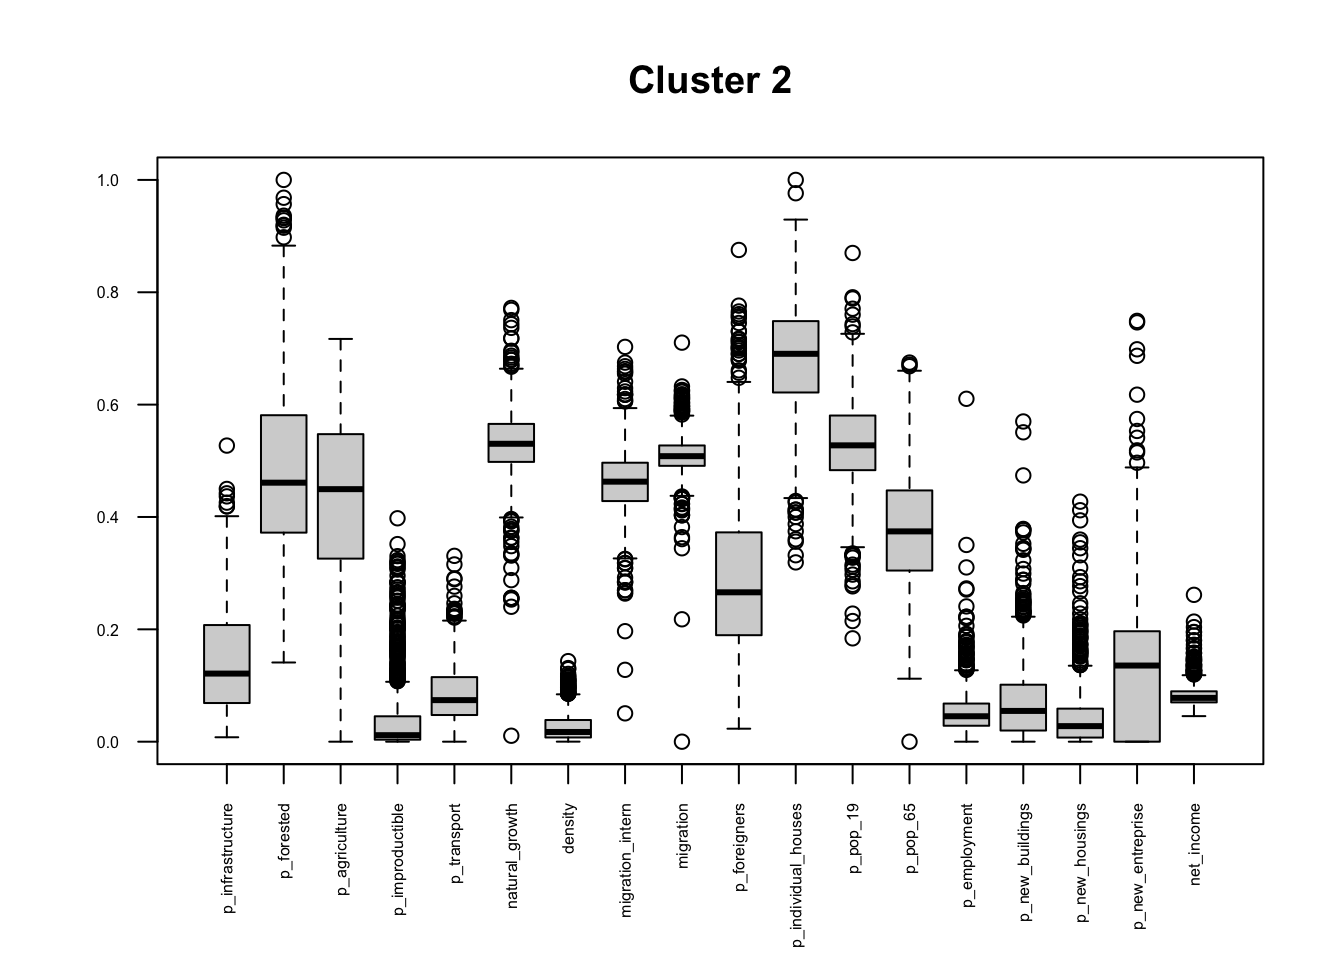 Cluster 2
1.0
0.8
0.6
0.4
0.2
0.0
p_infrastructure
p_forested
p_agriculture
p_improductible
p_transport
natural_growth
density
migration_intern
migration
p_foreigners
p_individual_houses
p_pop_19
p_pop_65
p_employment
p_new_buildings
p_new_housings
p_new_entreprise
net_income